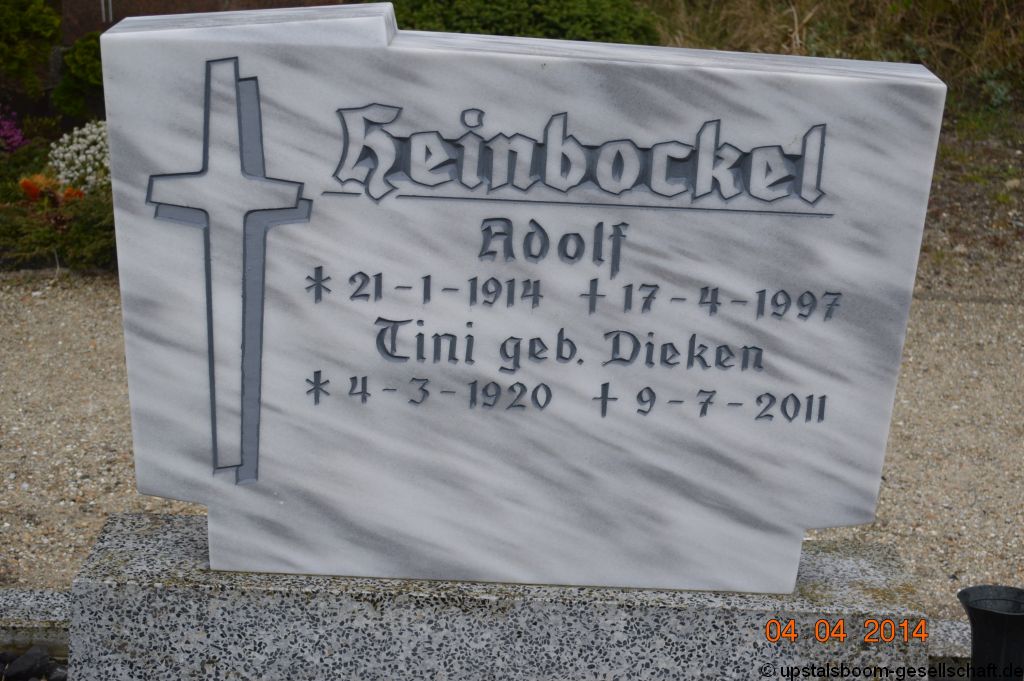 Heinbockel
Adolf
* 21-1-1914 † 17-4-1997
Tini geb. Dieken
* 4-3-1920 † 9-7-2011
04 04 2014
© upstalsboom-gesellschaft.de